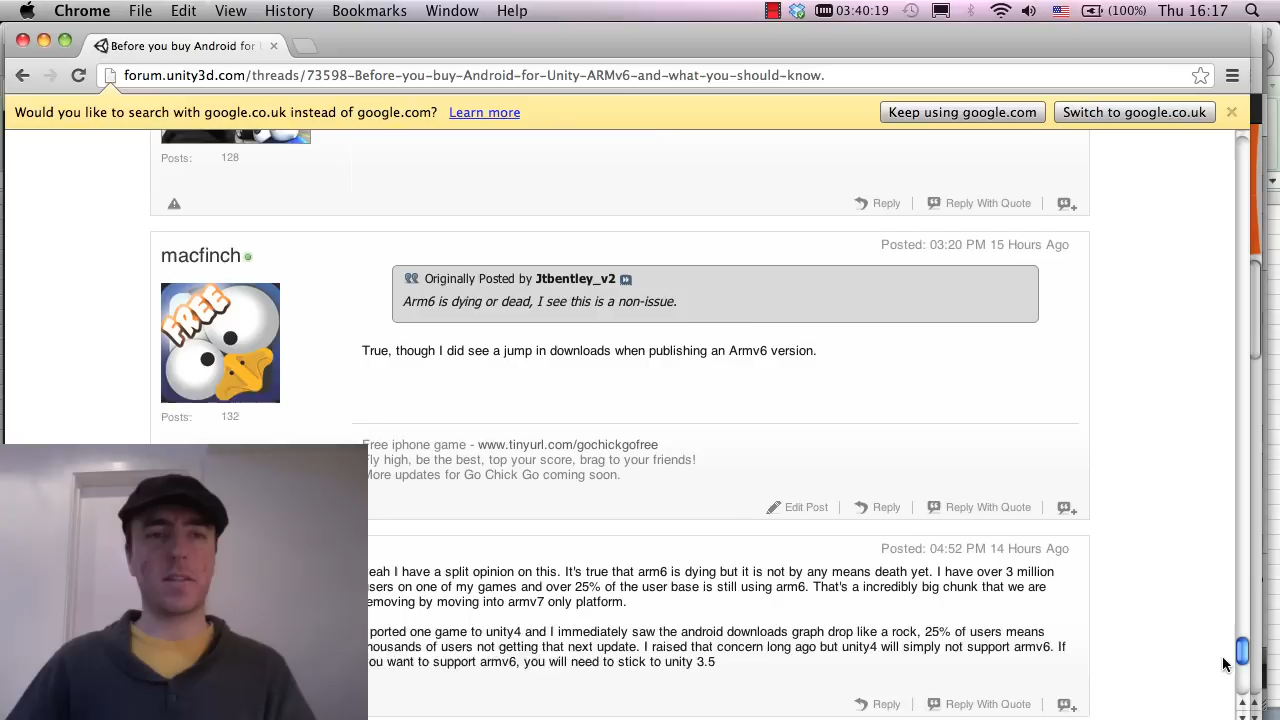 Chrome File Edit View History Bookmarks Window Help 03:40:19 (100%) Thu 16:17
Before you buy Android for
forum.unity3d.com/threads/73598-Before-you-buy-Android-for-Unity-ARMv6-and-what-you-should-know.
Would you like to search with google.co.uk instead of google.com? Learn more Keep using google.com Switch to google.co.uk
Posts: 128
Reply Reply With Quote
macfinch Posted: 03:20 PM 15 Hours Ago
FREE
Originally Posted by Jtbentley_v2
Arm6 is dying or dead, I see this is a non-issue.
True, though I did see a jump in downloads when publishing an Armv6 version.
Posts: 132
Free iphone game - www.tinyurl.com/gochickgofree
Fly high, be the best, top your score, brag to your friends!
More updates for Go Chick Go coming soon.
Edit Post Reply Reply With Quote
Posted: 04:52 PM 14 Hours Ago
eah I have a split opinion on this. It's true that arm6 is dying but it is not by any means death yet. I have over 3 million
sers on one of my games and over 25% of the user base is still using arm6. That's a incredibly big chunk that we are
emoving by moving into armv7 only platform.
ported one game to unity4 and I immediately saw the android downloads graph drop like a rock, 25% of users means
housands of users not getting that next update. I raised that concern long ago but unity4 will simply not support armv6. If
ou want to support armv6, you will need to stick to unity 3.5
Reply Reply With Quote